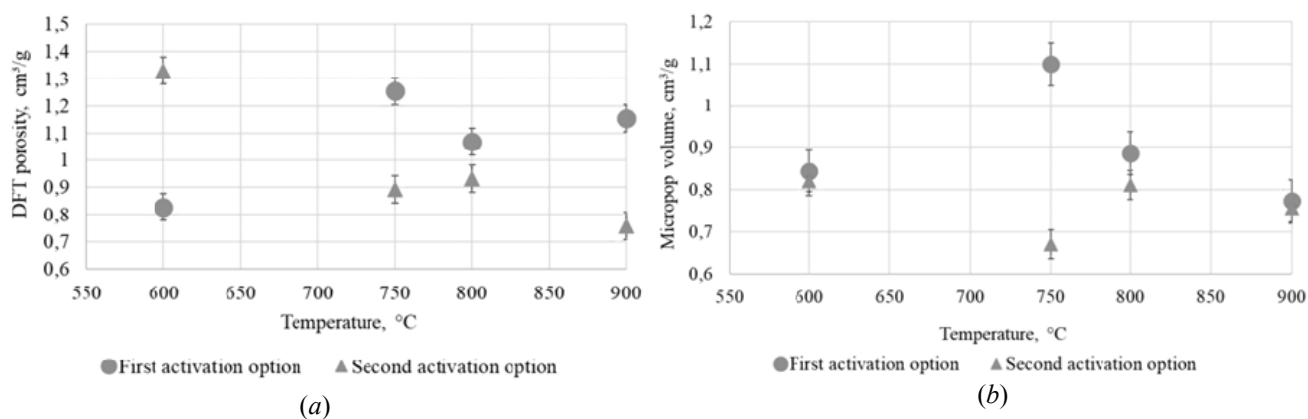 DFT porosity, cm³/g
1,5
1,4
1,3
1,2
1,1
1
0,9
0,8
0,7
0,6
550 600 650 700 750 800 850 900
Temperature, °C
First activation option Second activation option
(a)
Micropop volume, cm³/g
1,2
1,1
1
0,9
0,8
0,7
0,6
550 600 650 700 750 800 850 900
Temperature, °C
First activation option Second activation option
(b)